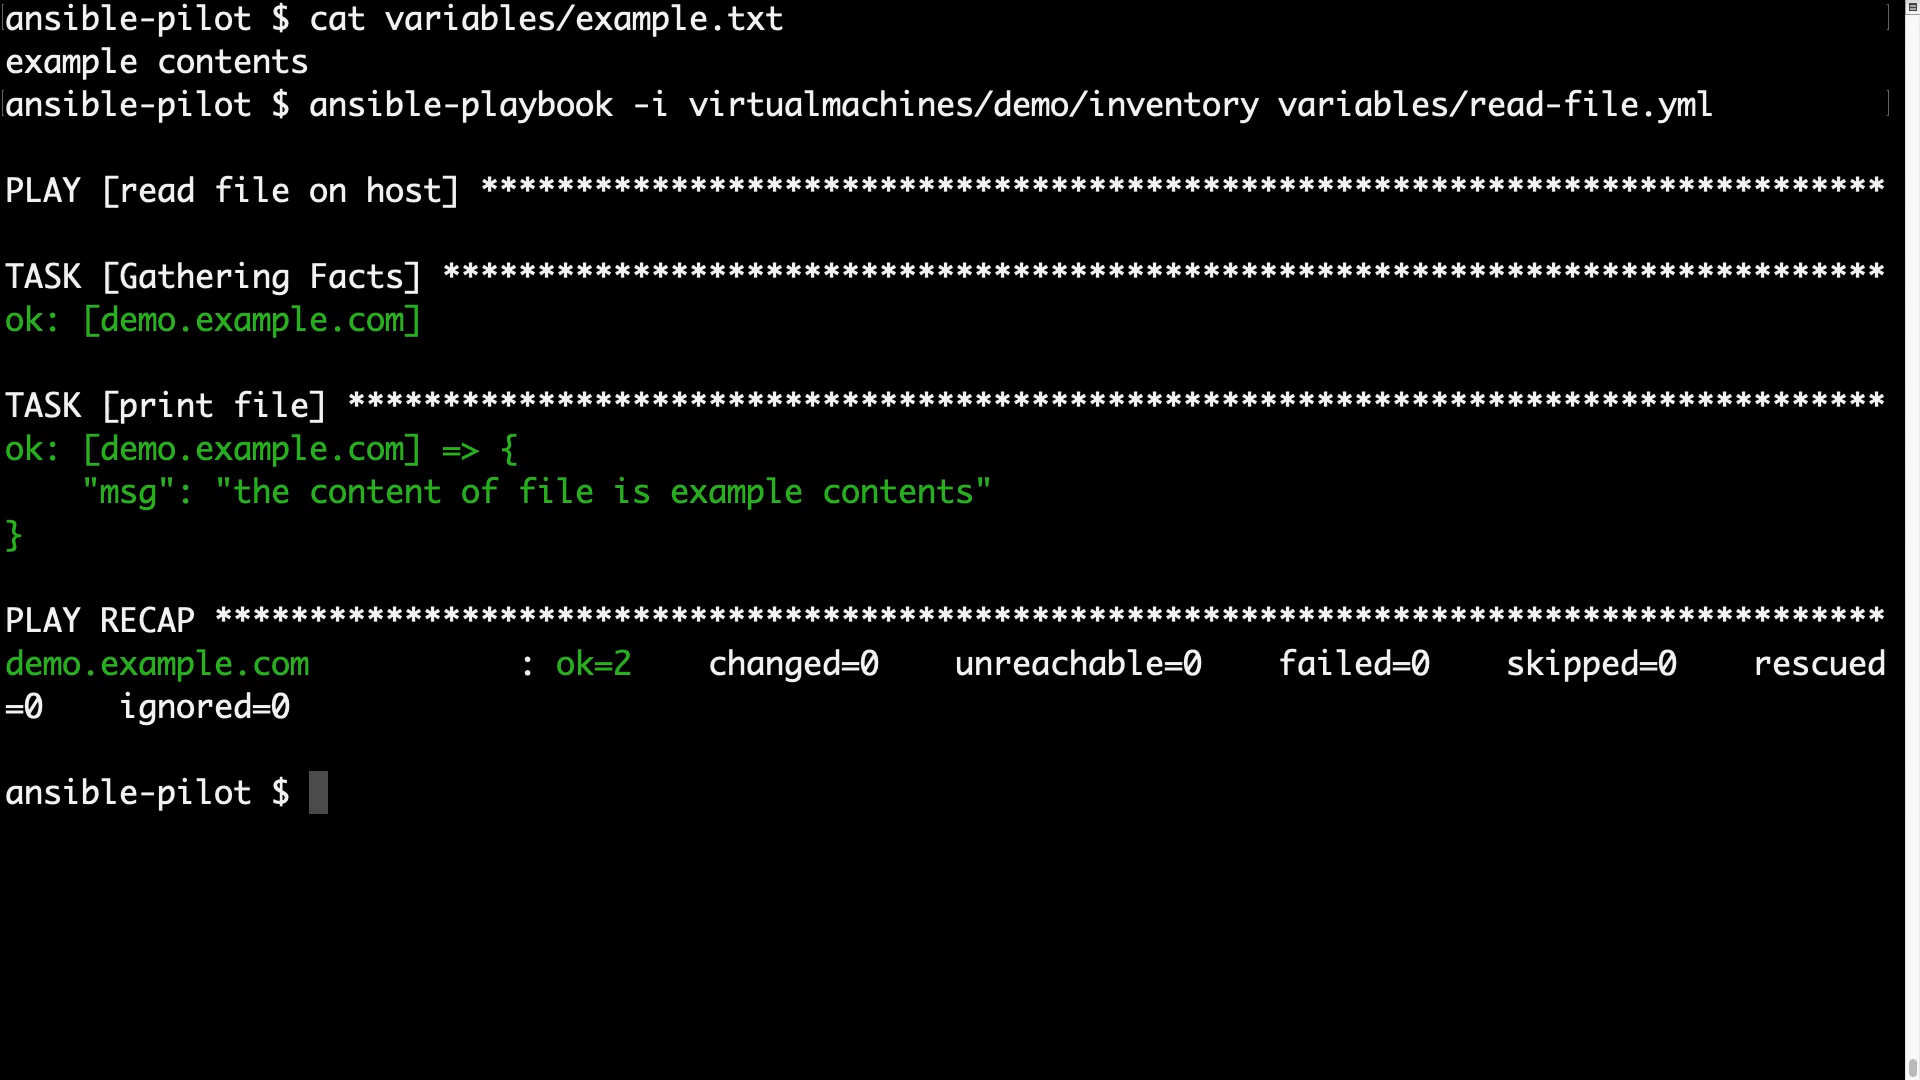 ansible-pilot $ cat variables/example.txt
example contents
ansible-pilot $ ansible-playbook -i virtualmachines/demo/inventory variables/read-file.yml
PLAY [read file on host] **************************************************************************
TASK [Gathering Facts] ****************************************************************************
ok: [demo.example.com]
TASK [print file] *********************************************************************************
ok: [demo.example.com] => {
    "msg": "the content of file is example contents"
}
PLAY RECAP ****************************************************************************************
demo.example.com           : ok=2    changed=0    unreachable=0    failed=0    skipped=0    rescued
=0    ignored=0
ansible-pilot $